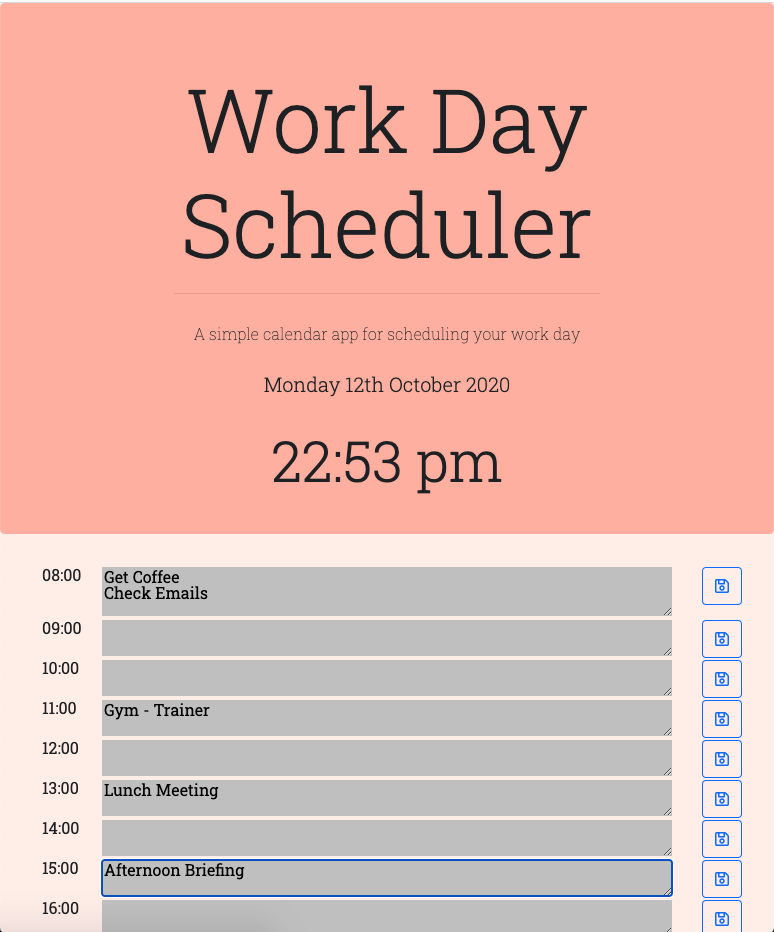 Work Day
Scheduler
A simple calendar app for scheduling your work day
Monday 12th October 2020
22:53 pm
08:00 Get Coffee
Check Emails
09:00
10:00
11:00 Gym - Trainer
12:00
13:00 Lunch Meeting
14:00
15:00 Afternoon Briefing
16:00